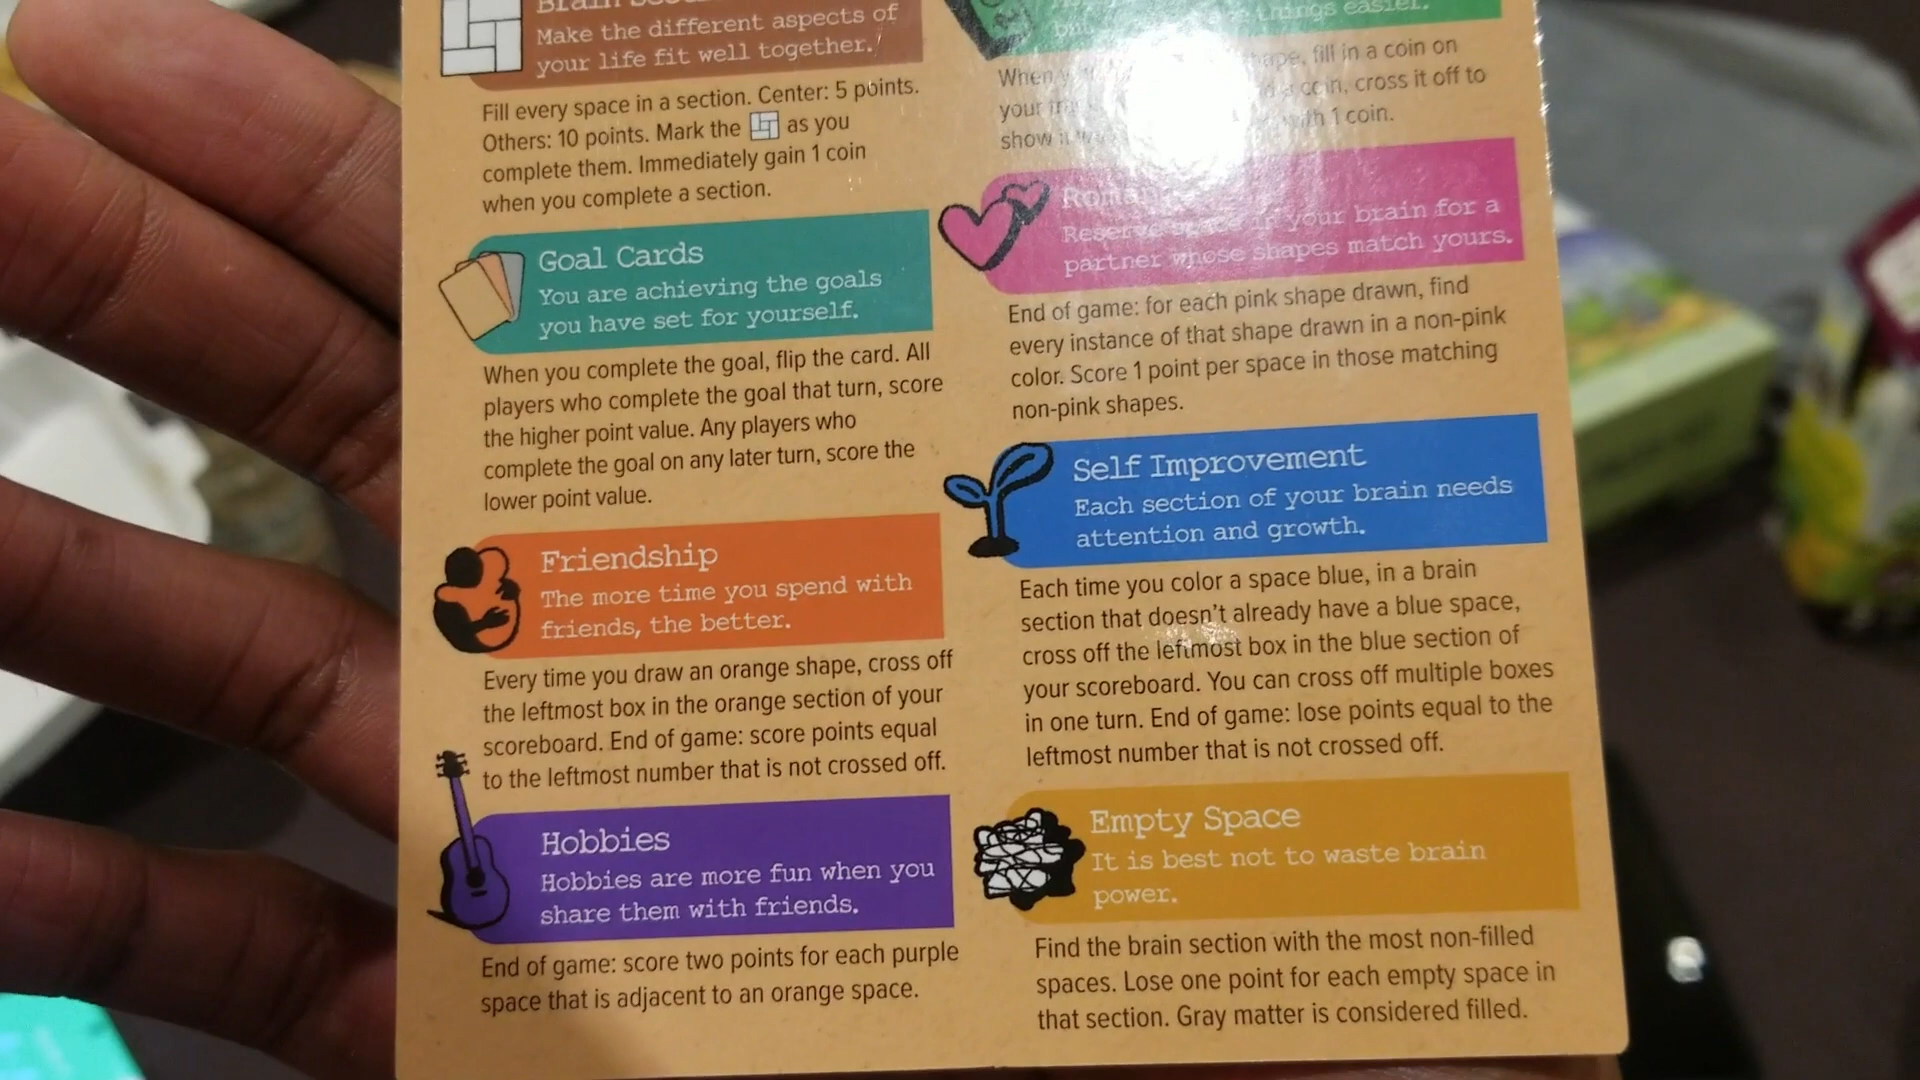 Brain
Make the different aspects of
your life fit well together.
Fill every space in a section. Center: 5 points.
Others: 10 points. Mark the as you
complete them. Immediately gain 1 coin
when you complete a section.
Goal Cards
You are achieving the goals
you have set for yourself.
When you complete the goal, flip the card. All
players who complete the goal that turn, score
the higher point value. Any players who
complete the goal on any later turn, score the
lower point value.
Friendship
The more time you spend with
friends, the better.
Every time you draw an orange shape, cross off
the leftmost box in the orange section of your
scoreboard. End of game: score points equal
to the leftmost number that is not crossed off.
Hobbies
Hobbies are more fun when you
share them with friends.
End of game: score two points for each purple
space that is adjacent to an orange space.
things easier.
When fill in a coin on
your coin, cross it off to
show it with 1 coin.
Reserve space in your brain for a
partner whose shapes match yours.
End of game: for each pink shape drawn, find
every instance of that shape drawn in a non-pink
color. Score 1 point per space in those matching
non-pink shapes.
Self Improvement
Each section of your brain needs
attention and growth.
Each time you color a space blue, in a brain
section that doesn't already have a blue space,
cross off the leftmost box in the blue section of
your scoreboard. You can cross off multiple boxes
in one turn. End of game: lose points equal to the
leftmost number that is not crossed off.
Empty Space
It is best not to waste brain
power.
Find the brain section with the most non-filled
spaces. Lose one point for each empty space in
that section. Gray matter is considered filled.